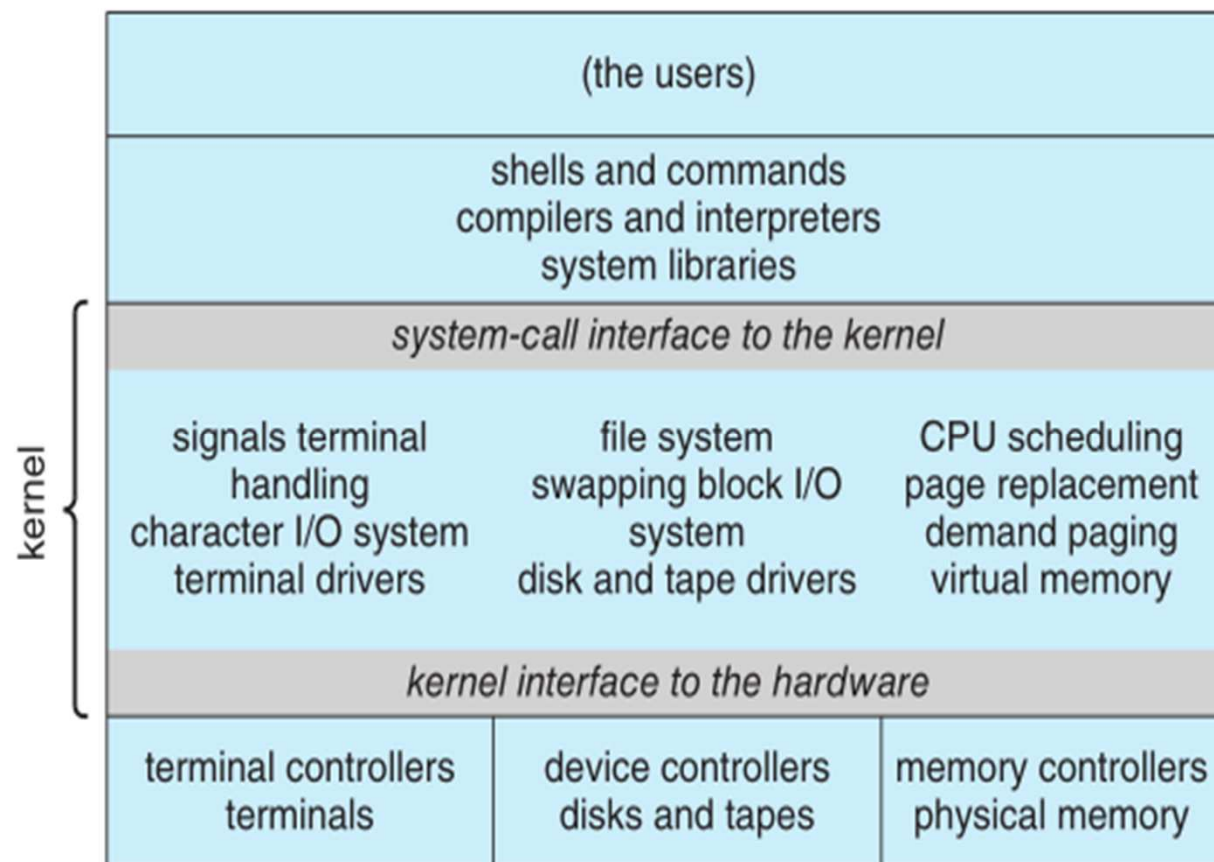 (the users)
shells and commands
compilers and interpreters
system libraries
system-call interface to the kernel
kernel
signals terminal
handling
character I/O system
terminal drivers
file system
swapping block I/O
system
disk and tape drivers
CPU scheduling
page replacement
demand paging
virtual memory
kernel interface to the hardware
terminal controllers
terminals
device controllers
disks and tapes
memory controllers
physical memory